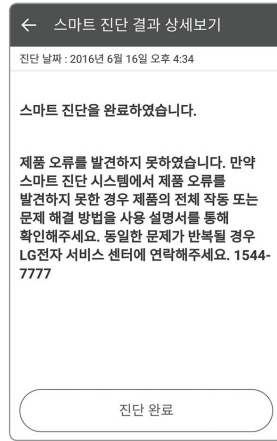 ← 스마트 진단 결과 상세보기
진단 날짜 : 2016년 6월 16일 오후 4:34
스마트 진단을 완료하였습니다.
제품 오류를 발견하지 못하였습니다. 만약
스마트 진단 시스템에서 제품 오류를
발견하지 못한 경우 제품의 전체 작동 또는
문제 해결 방법을 사용 설명서를 통해
확인해주세요. 동일한 문제가 반복될 경우
LG전자 서비스 센터에 연락해주세요. 1544-
7777
진단 완료